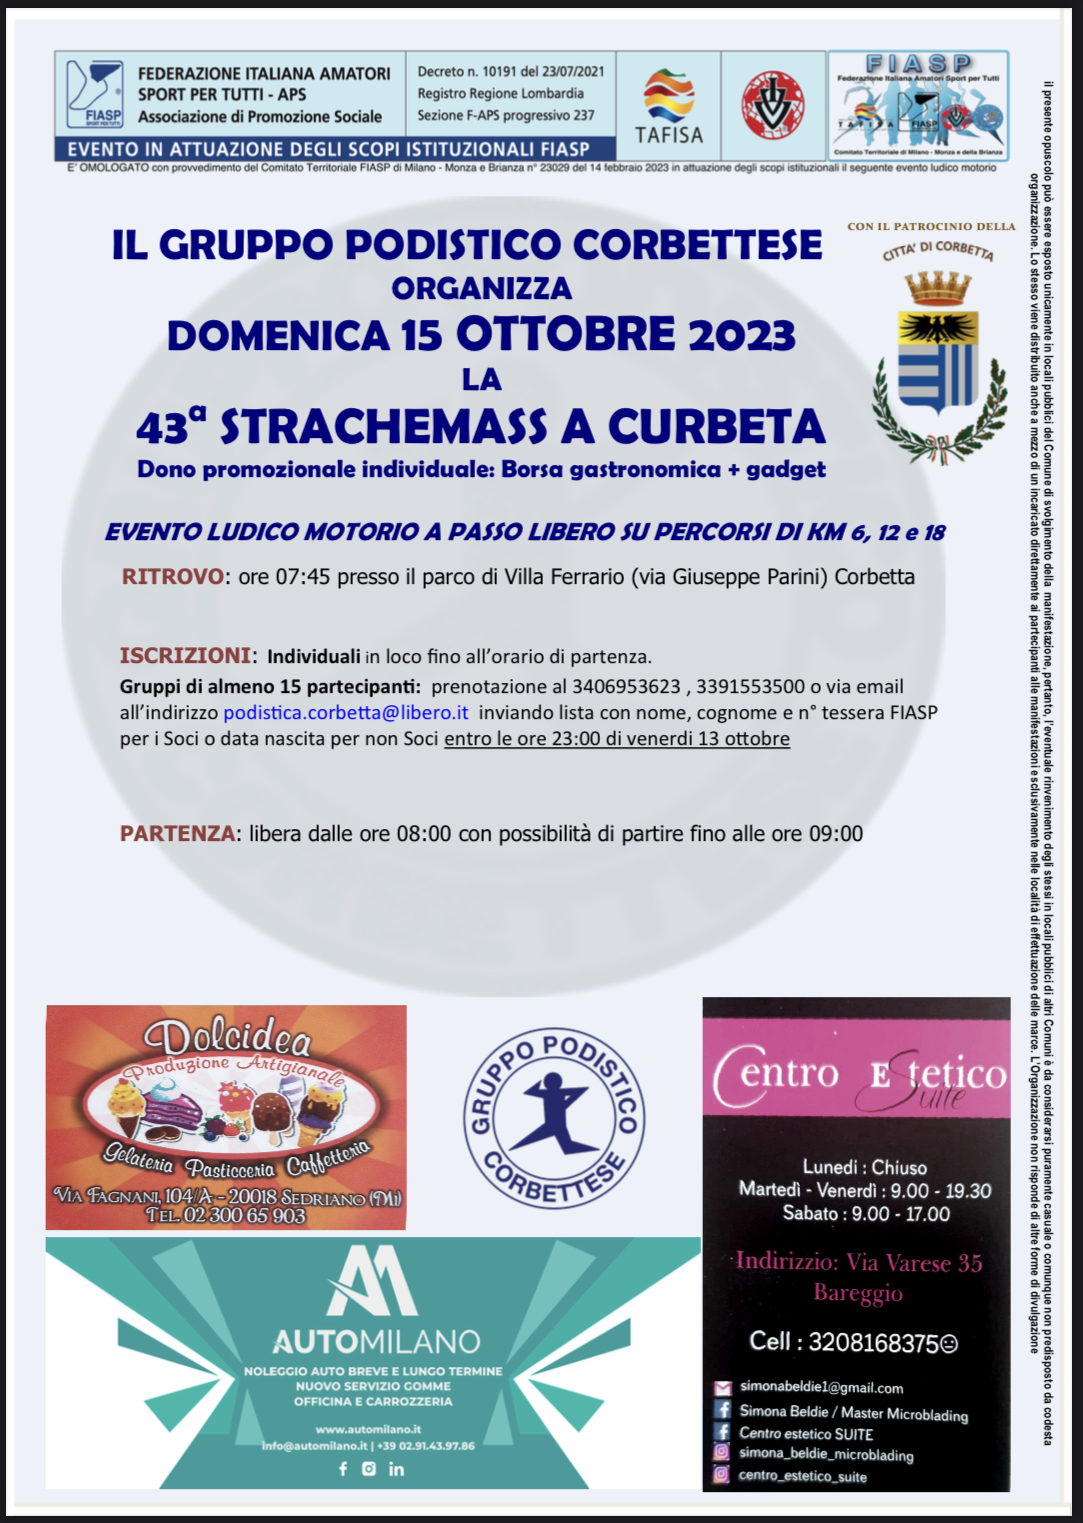 FEDERAZIONE ITALIANA AMATORI
SPORT PER TUTTI - APS
Associazione di Promozione Sociale
FIASP
SPORT PER TUTTI
Decreto n. 10191 del 23/07/2021
Registro Regione Lombardia
Sezione F-APS progressivo 237
EVENTO IN ATTUAZIONE DEGLI SCOPI ISTITUZIONALI FIASP
TAFISA
IVV
FIASP
Federazione Italiana Amatori Sport per Tutti
TAFISA
FIASP
Comitato Territoriale di Milano - Monza e della Brianza
E' OMOLOGATO con provvedimento del Comitato Territoriale FIASP di Milano - Monza e Brianza n° 23029 del 14 febbraio 2023 in attuazione degli scopi istituzionali il seguente evento ludico motorio
IL GRUPPO PODISTICO CORBETTESE
ORGANIZZA
DOMENICA 15 OTTOBRE 2023
LA
43ª STRACHEMASS A CURBETA
Dono promozionale individuale: Borsa gastronomica + gadget
CON IL PATROCINIO DELLA
CITTA' DI CORBETTA
EVENTO LUDICO MOTORIO A PASSO LIBERO SU PERCORSI DI KM 6, 12 e 18
RITROVO: ore 07:45 presso il parco di Villa Ferrario (via Giuseppe Parini) Corbetta
ISCRIZIONI: Individuali in loco fino all'orario di partenza.
Gruppi di almeno 15 partecipanti: prenotazione al 3406953623 , 3391553500 o via email
all'indirizzo podistica.corbetta@libero.it inviando lista con nome, cognome e n° tessera FIASP
per i Soci o data nascita per non Soci entro le ore 23:00 di venerdi 13 ottobre
PARTENZA: libera dalle ore 08:00 con possibilità di partire fino alle ore 09:00
il presente opuscolo può essere esposto unicamente in locali pubblici del Comune di svolgimento della manifestazione, pertanto, l'eventuale rinvenimento degli stessi in locali pubblici di altri Comuni è da considerarsi puramente casuale o comunque non predisposto da codesta
organizzazione. Lo stesso viene distribuito anche a mezzo di un incaricato direttamente ai partecipanti alle manifestazioni esclusivamente nelle località di effettuazione delle marce. L'Organizzazione non risponde di altre forme di divulgazione
Dolcidea
Produzione Artigianale
Gelateria Pasticceria Caffetteria
VIA FAGNANI, 104/A - 20018 SEDRIANO (MI)
TEL. 02 300 65 903
GRUPPO PODISTICO
CORBETTESE
Centro Estetico
Suite
Lunedi : Chiuso
Martedì - Venerdì : 9.00 - 19.30
Sabato : 9.00 - 17.00
Indirizzio: Via Varese 35
Bareggio
Cell : 3208168375
simonabeldie1@gmail.com
Simona Beldie / Master Microblading
Centro estetico SUITE
simona_beldie_microblading
centro_estetico_suite
AUTOMILANO
NOLEGGIO AUTO BREVE E LUNGO TERMINE
NUOVO SERVIZIO GOMME
OFFICINA E CARROZZERIA
www.automilano.it
info@automilano.it | +39 02.91.43.97.86